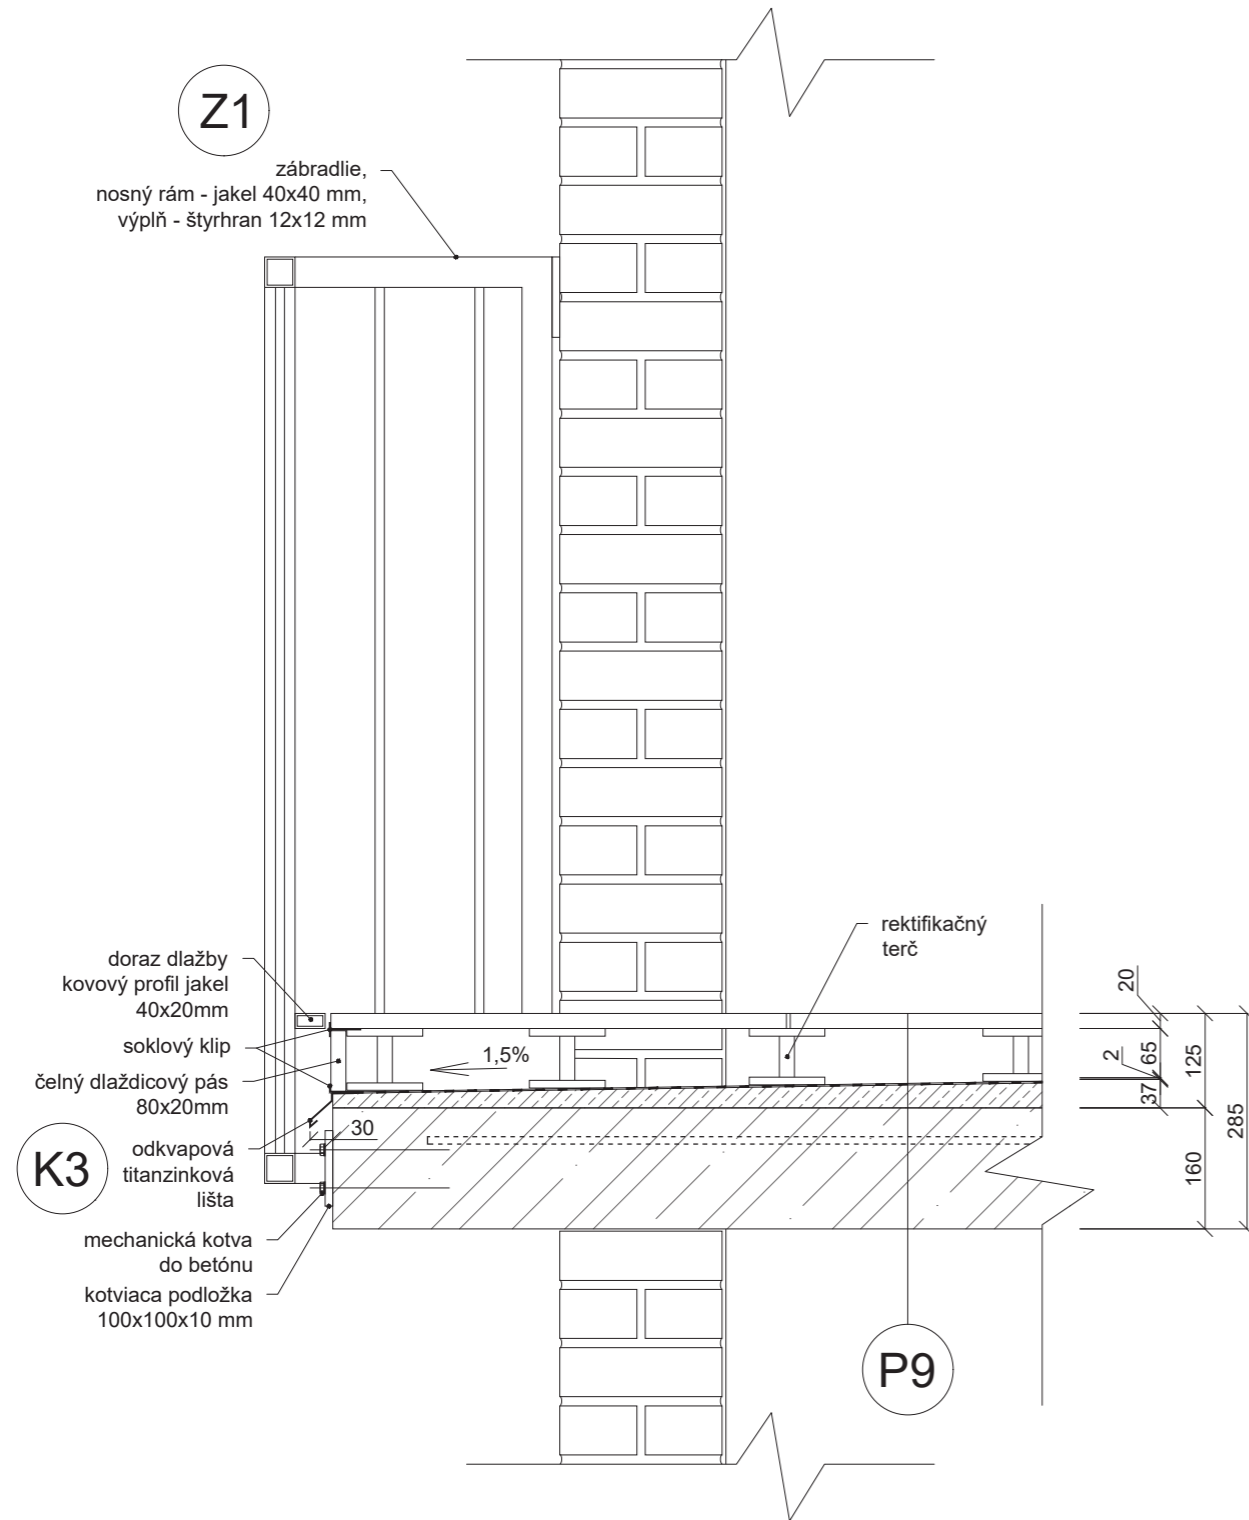 Z1
zábradlie,
nosný rám - jakel 40x40 mm,
výplň - štyrhran 12x12 mm
rektifikačný
terč
doraz dlažby
kovový profil jakel
40x20mm
soklový klip
čelný dlaždicový pás
80x20mm
1,5%
K3
30
odkvapová
titanzinková
lišta
mechanická kotva
do betónu
kotviaca podložka
100x100x10 mm
P9
20
2
65
37
125
160
285